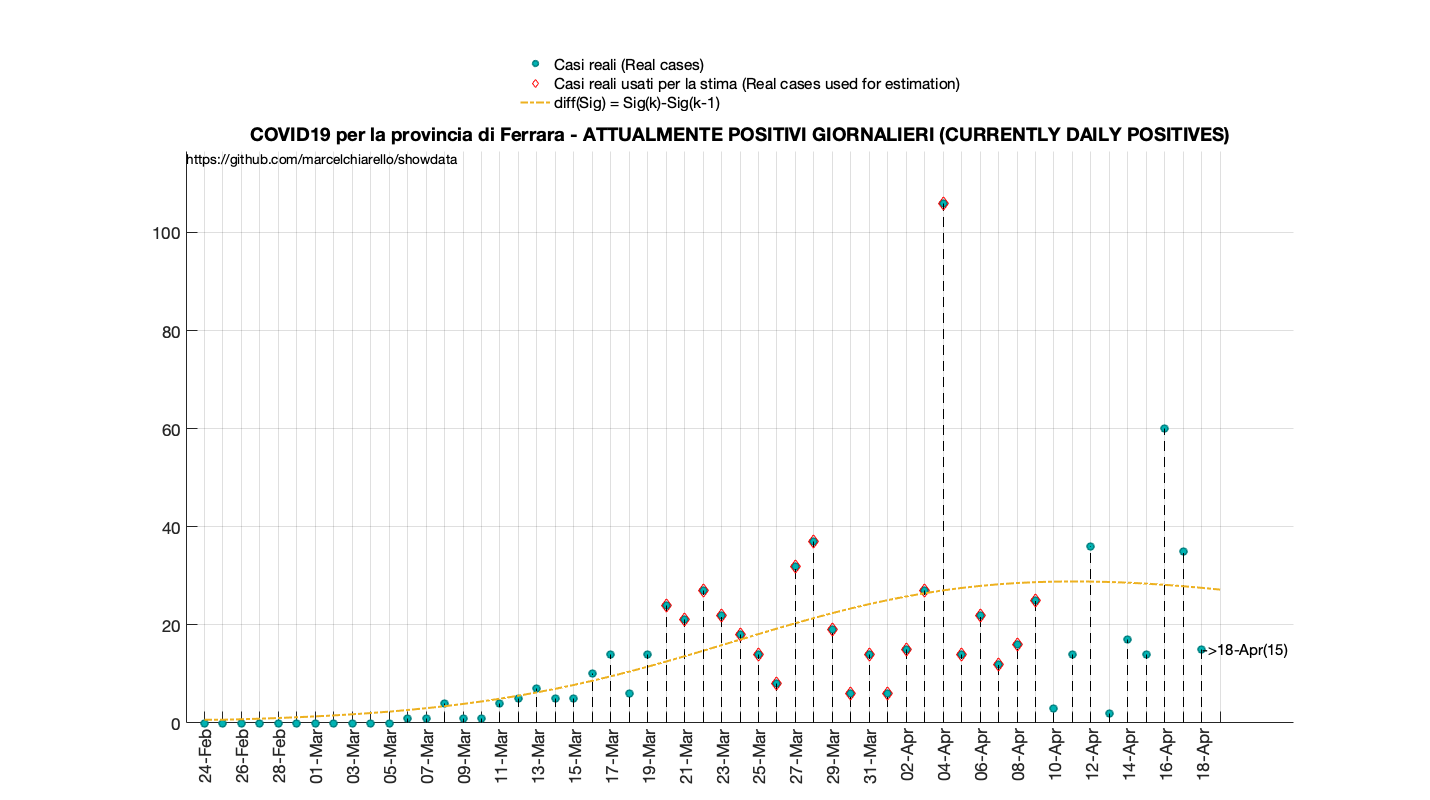 Casi reali (Real cases)
Casi reali usati per la stima (Real cases used for estimation)
diff(Sig) = Sig(k)-Sig(k-1)
COVID19 per la provincia di Ferrara - ATTUALMENTE POSITIVI GIORNALIERI (CURRENTLY DAILY POSITIVES)
https://github.com/marcelchiarello/showdata
100
80
60
40
20
0
->18-Apr(15)
24-Feb
26-Feb
28-Feb
01-Mar
03-Mar
05-Mar
07-Mar
09-Mar
11-Mar
13-Mar
15-Mar
17-Mar
19-Mar
21-Mar
23-Mar
25-Mar
27-Mar
29-Mar
31-Mar
02-Apr
04-Apr
06-Apr
08-Apr
10-Apr
12-Apr
14-Apr
16-Apr
18-Apr